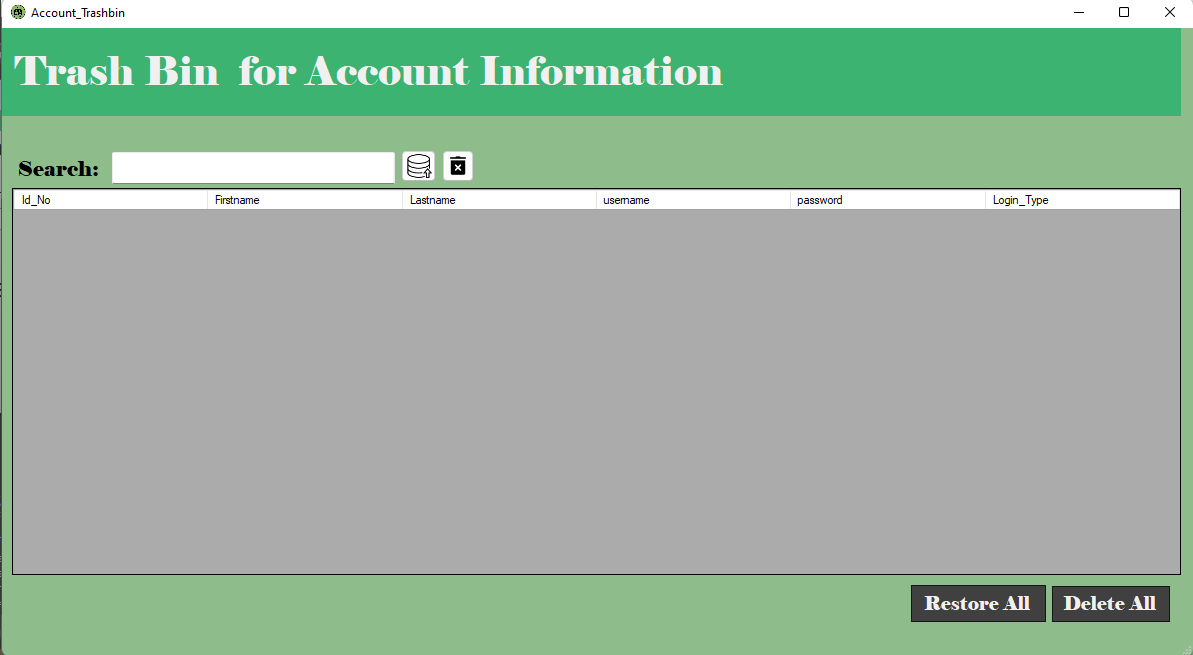 Account_Trashbin
Trash Bin for Account Information
Search:
Id_No Firstname Lastname username password Login_Type
Restore All Delete All